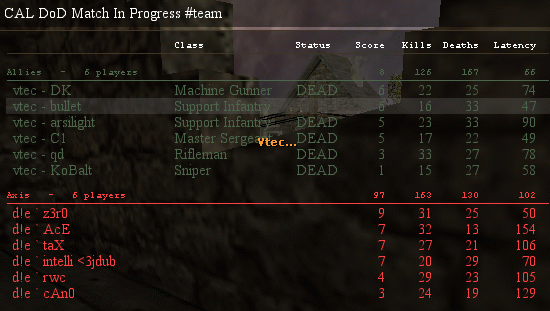 CAL DoD Match In Progress #team
Class Status Score Kills Deaths Latency
Allies - 6 players 8 126 167 66
vtec - DK Machine Gunner DEAD 6 22 25 74
vtec - bullet Support Infantry DEAD 6 16 33 47
vtec - arsilight Support Infantry DEAD 5 23 33 90
vtec - C1 Master Sergeant DEAD 5 17 22 49
vtec...
vtec - qd Rifleman DEAD 3 33 27 78
vtec - KoBalt Sniper DEAD 1 15 27 58
Axis - 6 players 97 163 130 102
d!e ` z3r0 9 31 25 50
d!e ` AcE 7 32 13 154
d!e ` taX 7 27 21 106
d!e ` intelli <3jdub 7 20 29 70
d!e ` rwc 4 29 23 105
d!e ` cAn0 3 24 19 129